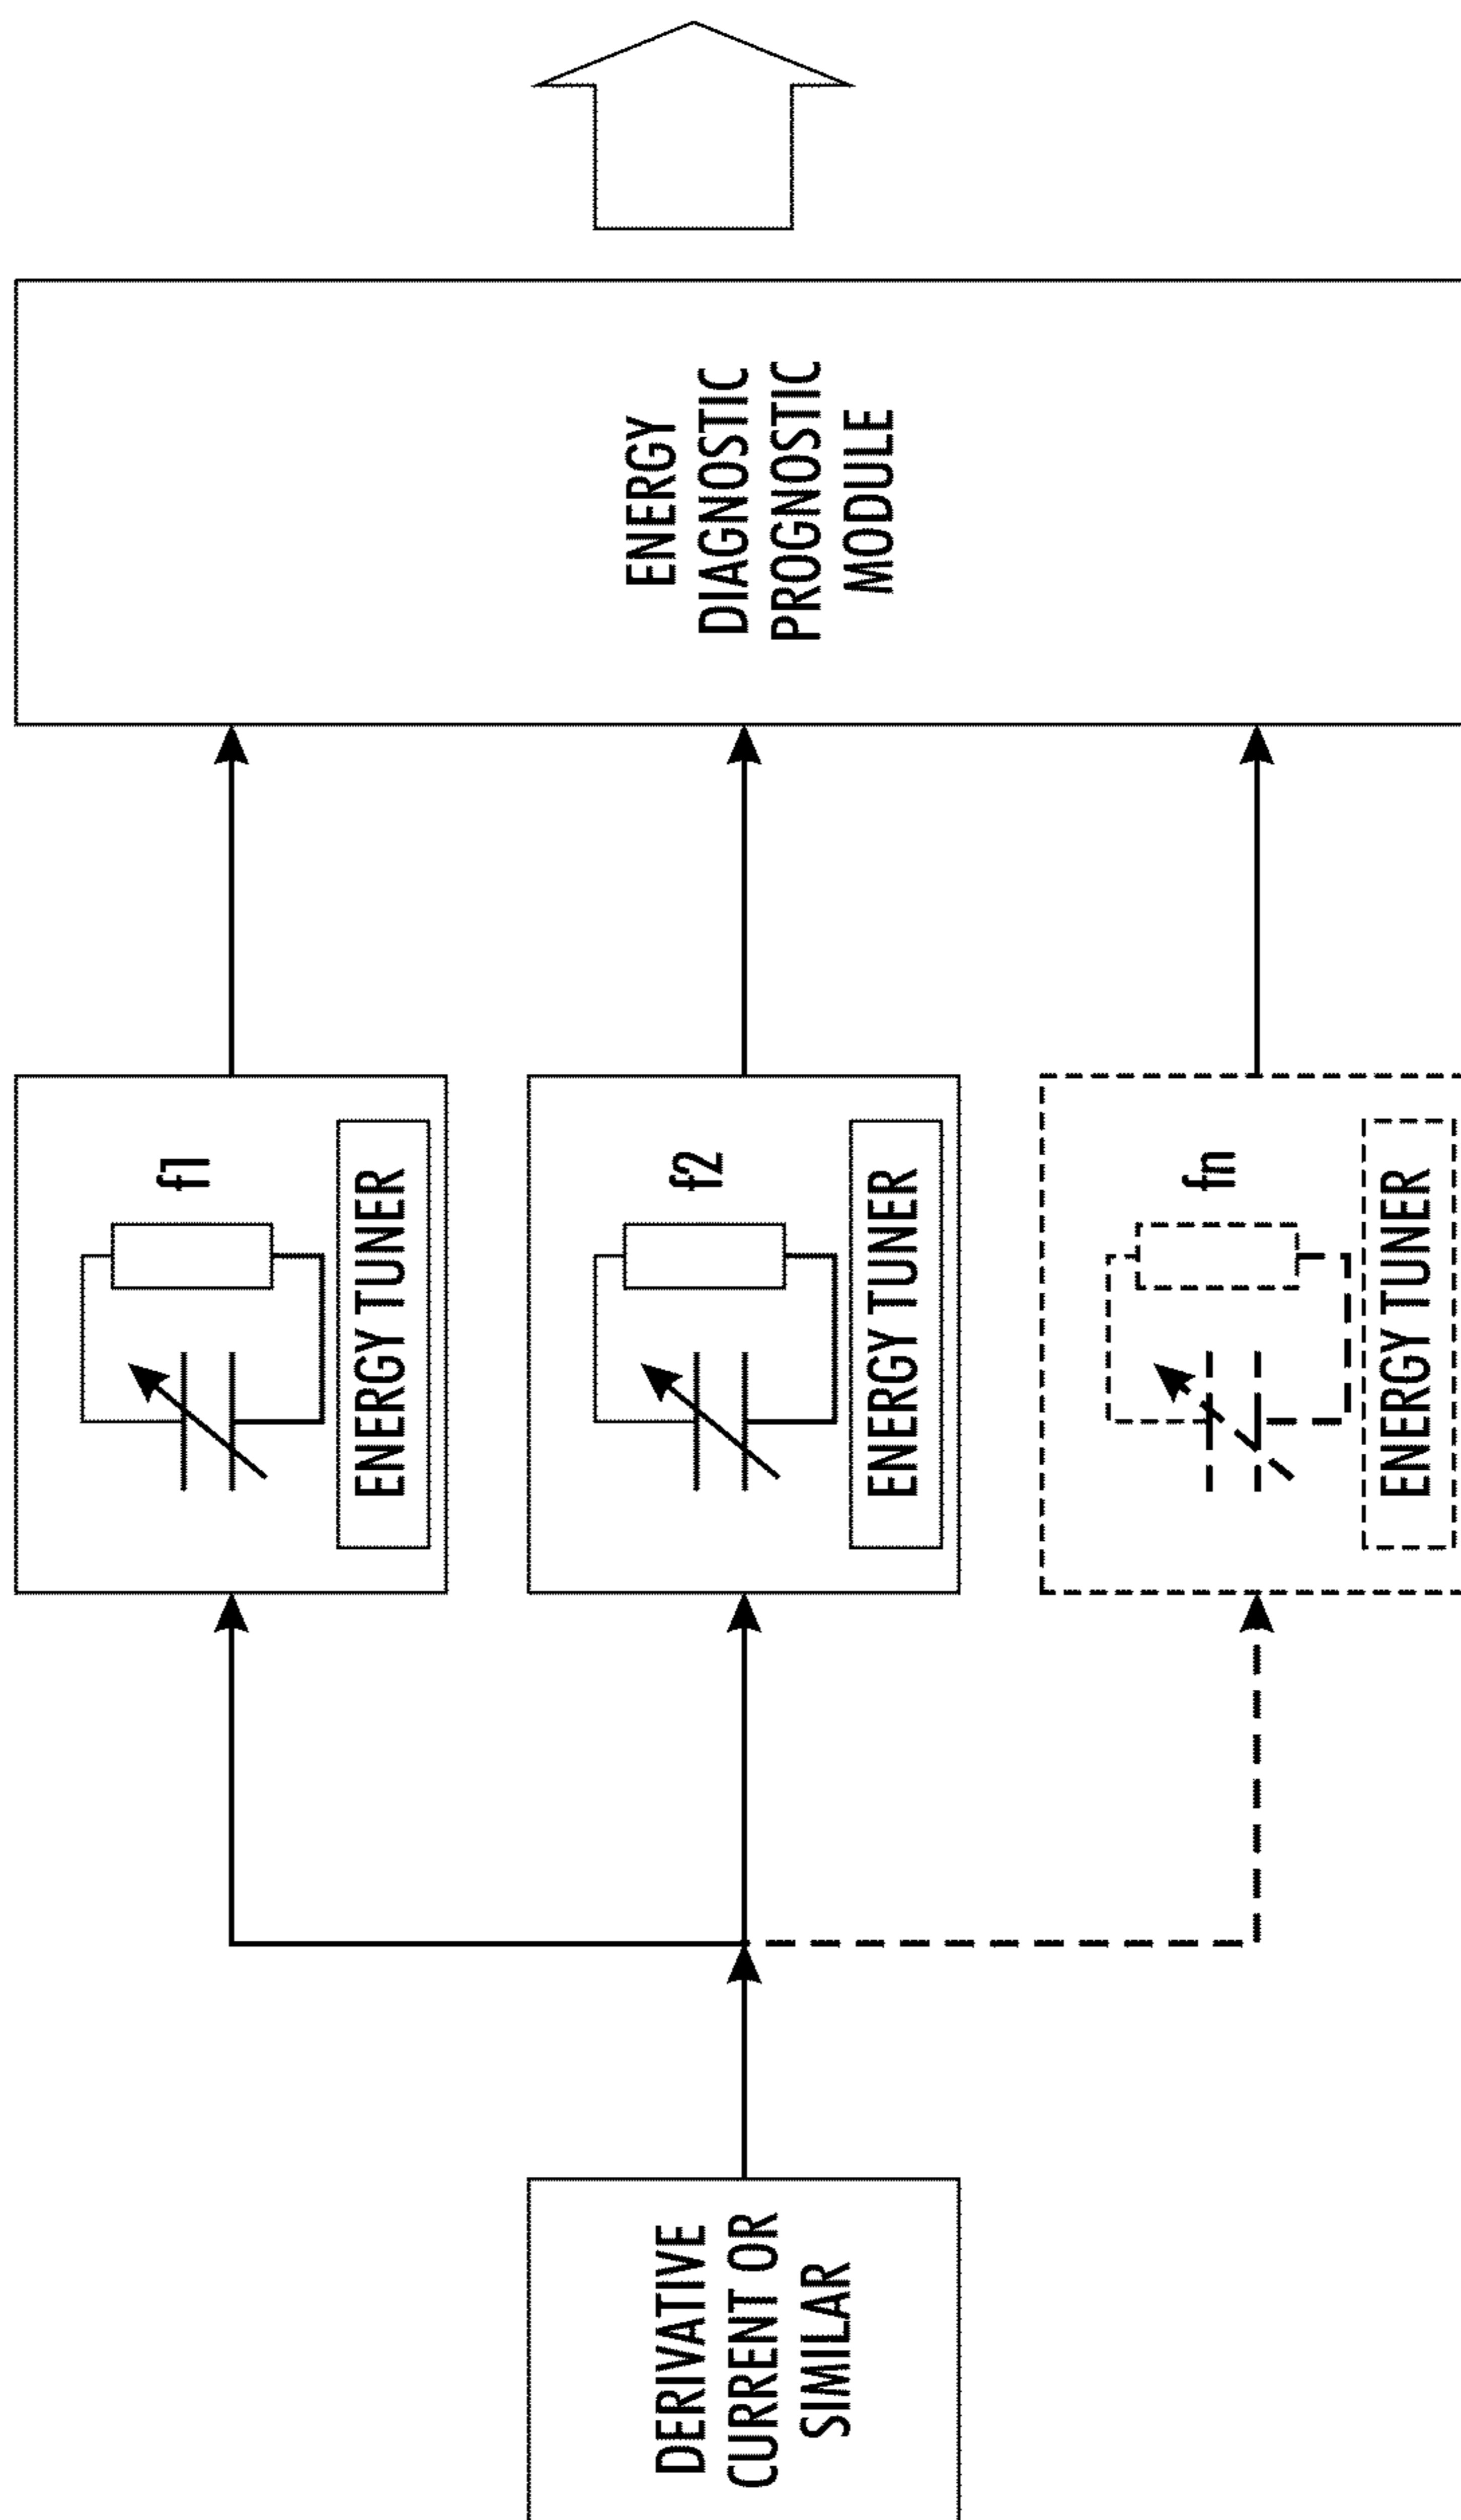 DERIVATIVE
CURRENT OR
SIMILAR
f1
ENERGY TUNER
f2
ENERGY TUNER
fn
ENERGY TUNER
ENERGY
DIAGNOSTIC
PROGNOSTIC
MODULE